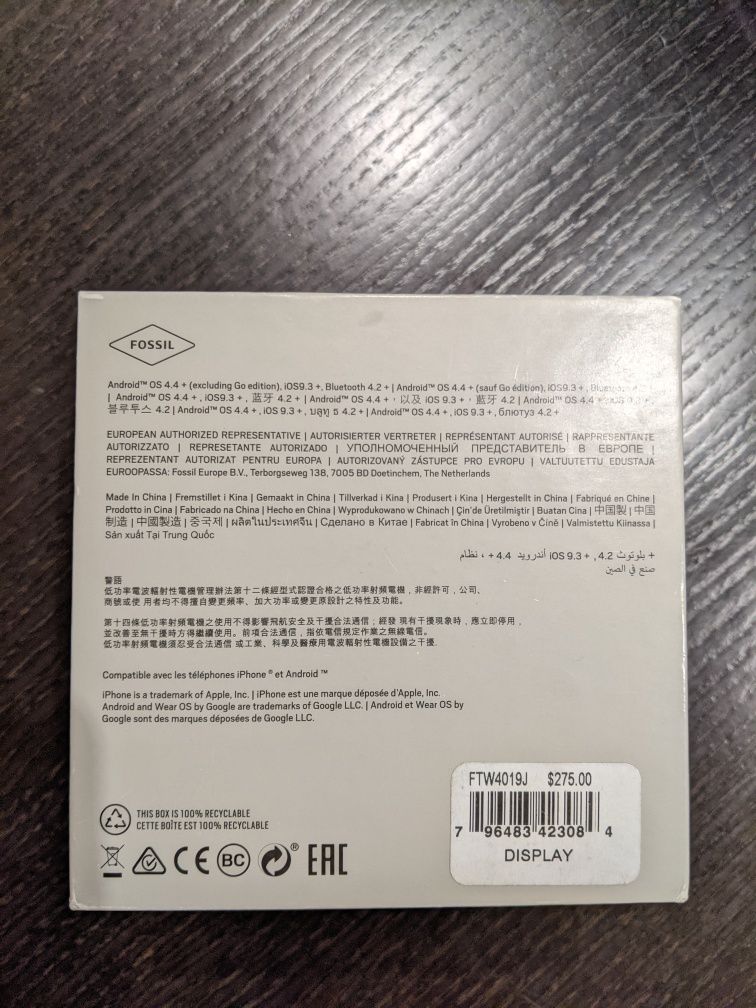 FOSSIL
Android™ OS 4.4 + (excluding Go edition), iOS9.3 +, Bluetooth 4.2 + | Android™ OS 4.4 + (sauf Go édition), iOS9.3 +,
| Android™ OS 4.4 + , iOS 9.3 + , 蓝牙 4.2 + | Android™ OS 4.4 + , 以及 iOS 9.3 + , 藍牙 4.2 | Android™ OS 4.4
블루투스 4.2 | Android™ OS 4.4 + , iOS 9.3 + , บลูทู ธ 4.2 + | Android™ OS 4.4 + , iOS 9.3 + , блютуз 4.2 +
EUROPEAN AUTHORIZED REPRESENTATIVE | AUTORISIERTER VERTRETER | REPRÉSENTANT AUTORISÉ | RAPPRESENTANTE
AUTORIZZATO | REPRESETANTE AUTORIZADO | УПОЛНОМОЧЕННЫЙ ПРЕДСТАВИТЕЛЬ В ЕВРОПЕ |
REPREZENTANT AUTORIZAT PENTRU EUROPA | AUTORIZOVANÝ ZÁSTUPCE PRO EVROPU | VALTUUTETTU EDUSTAJA
EUROOPASSA: Fossil Europe B.V., Terborgseweg 138, 7005 BD Doetinchem, The Netherlands
Made In China | Fremstillet i Kina | Gemaakt in China | Tillverkad i Kina | Produsert i Kina | Hergestellt in China | Fabriqué en Chine |
Prodotto in Cina | Fabricado na China | Hecho en China | Wyprodukowano w Chinach | Çin'de Üretilmiştir | Buatan Cina | 中国製 | 中国
制造 | 中國製造 | 중국제 | ผลิตในประเทศจีน | Сделано в Китае | Fabricat în China | Vyrobeno v Číně | Valmistettu Kiinassa |
Sản xuất Tại Trung Quốc
+ بلوتوث 4.2 , + iOS 9.3 أندرويد 4.4 + ، نظام
صنع في الصين
警語
低功率電波輻射性電機管理辦法第十二條經型式認證合格之低功率射頻電機，非經許可，公司、
商號或使 用者均不得擅自變更頻率、加大功率或變更原設計之特性及功能。
第十四條低功率射頻電機之使用不得影響飛航安全及干擾合法通信；經發 現有干擾現象時，應立即停用，
並改善至無干擾時方得繼續使用。前項合法通信，指依電信規定作業之無線電信。
低功率射頻電機須忍受合法通信 或工業、科學及醫療用電波輻射性電機設備之干擾.
Compatible avec les téléphones iPhone ® et Android ™
iPhone is a trademark of Apple, Inc. | iPhone est une marque déposée d'Apple, Inc.
Android and Wear OS by Google are trademarks of Google LLC. | Android et Wear OS by
Google sont des marques déposées de Google LLC.
FTW4019J $275.00
7 96483 42308 4
DISPLAY
THIS BOX IS 100% RECYCLABLE
CETTE BOÎTE EST 100% RECYCLABLE
CE BC ® EAC